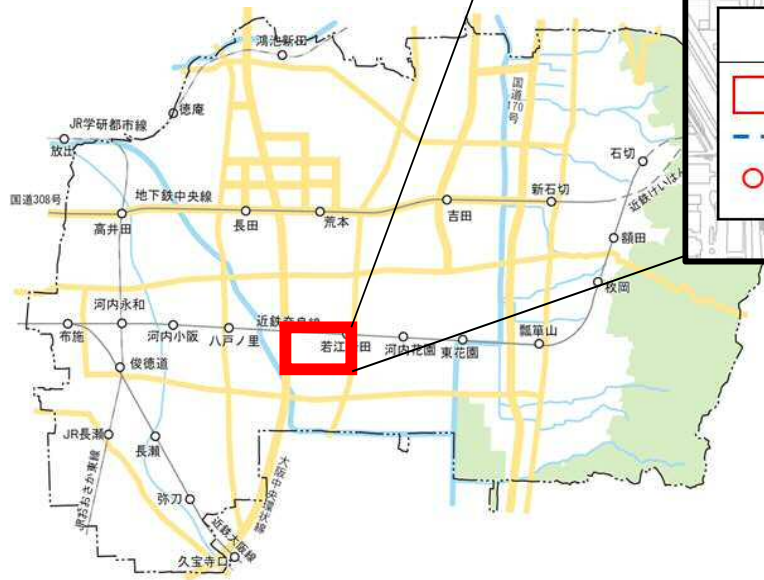 鴻池新田
徳庵
JR学研都市線
放出
国道170号
石切
近鉄けいはん
新石切
吉田
荒本
長田
地下鉄中央線
国道308号
高井田
額田
枚岡
瓢箪山
東花園
河内花園
若江
田
近鉄奈良線
八戸ノ里
河内小阪
河内永和
布施
俊徳道
JR長瀬
長瀬
JRおおさか東線
弥刀
近鉄大阪線
久宝寺口
大阪中央環状線